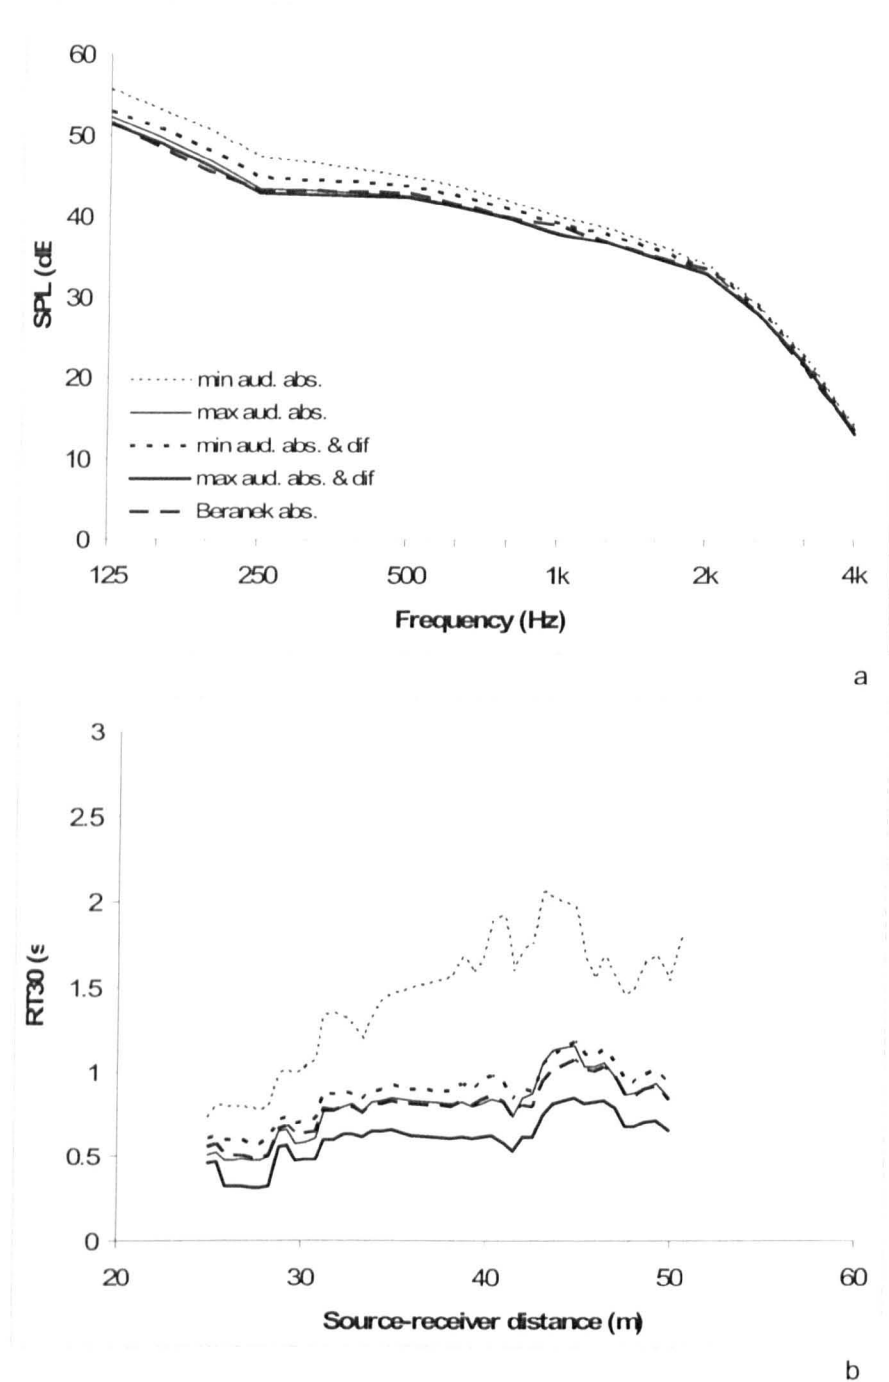 60
50
40
30
20
10
0
SPL (dE
min aud. abs.
max aud. abs.
min aud. abs. & dif
max aud. abs. & dif
Beranek abs.
125 250 500 1k 2k 4k
Frequency (Hz)
a
3
2.5
2
1.5
1
0.5
0
RT30 (s
20 30 40 50 60
Source-receiver distance (m)
b